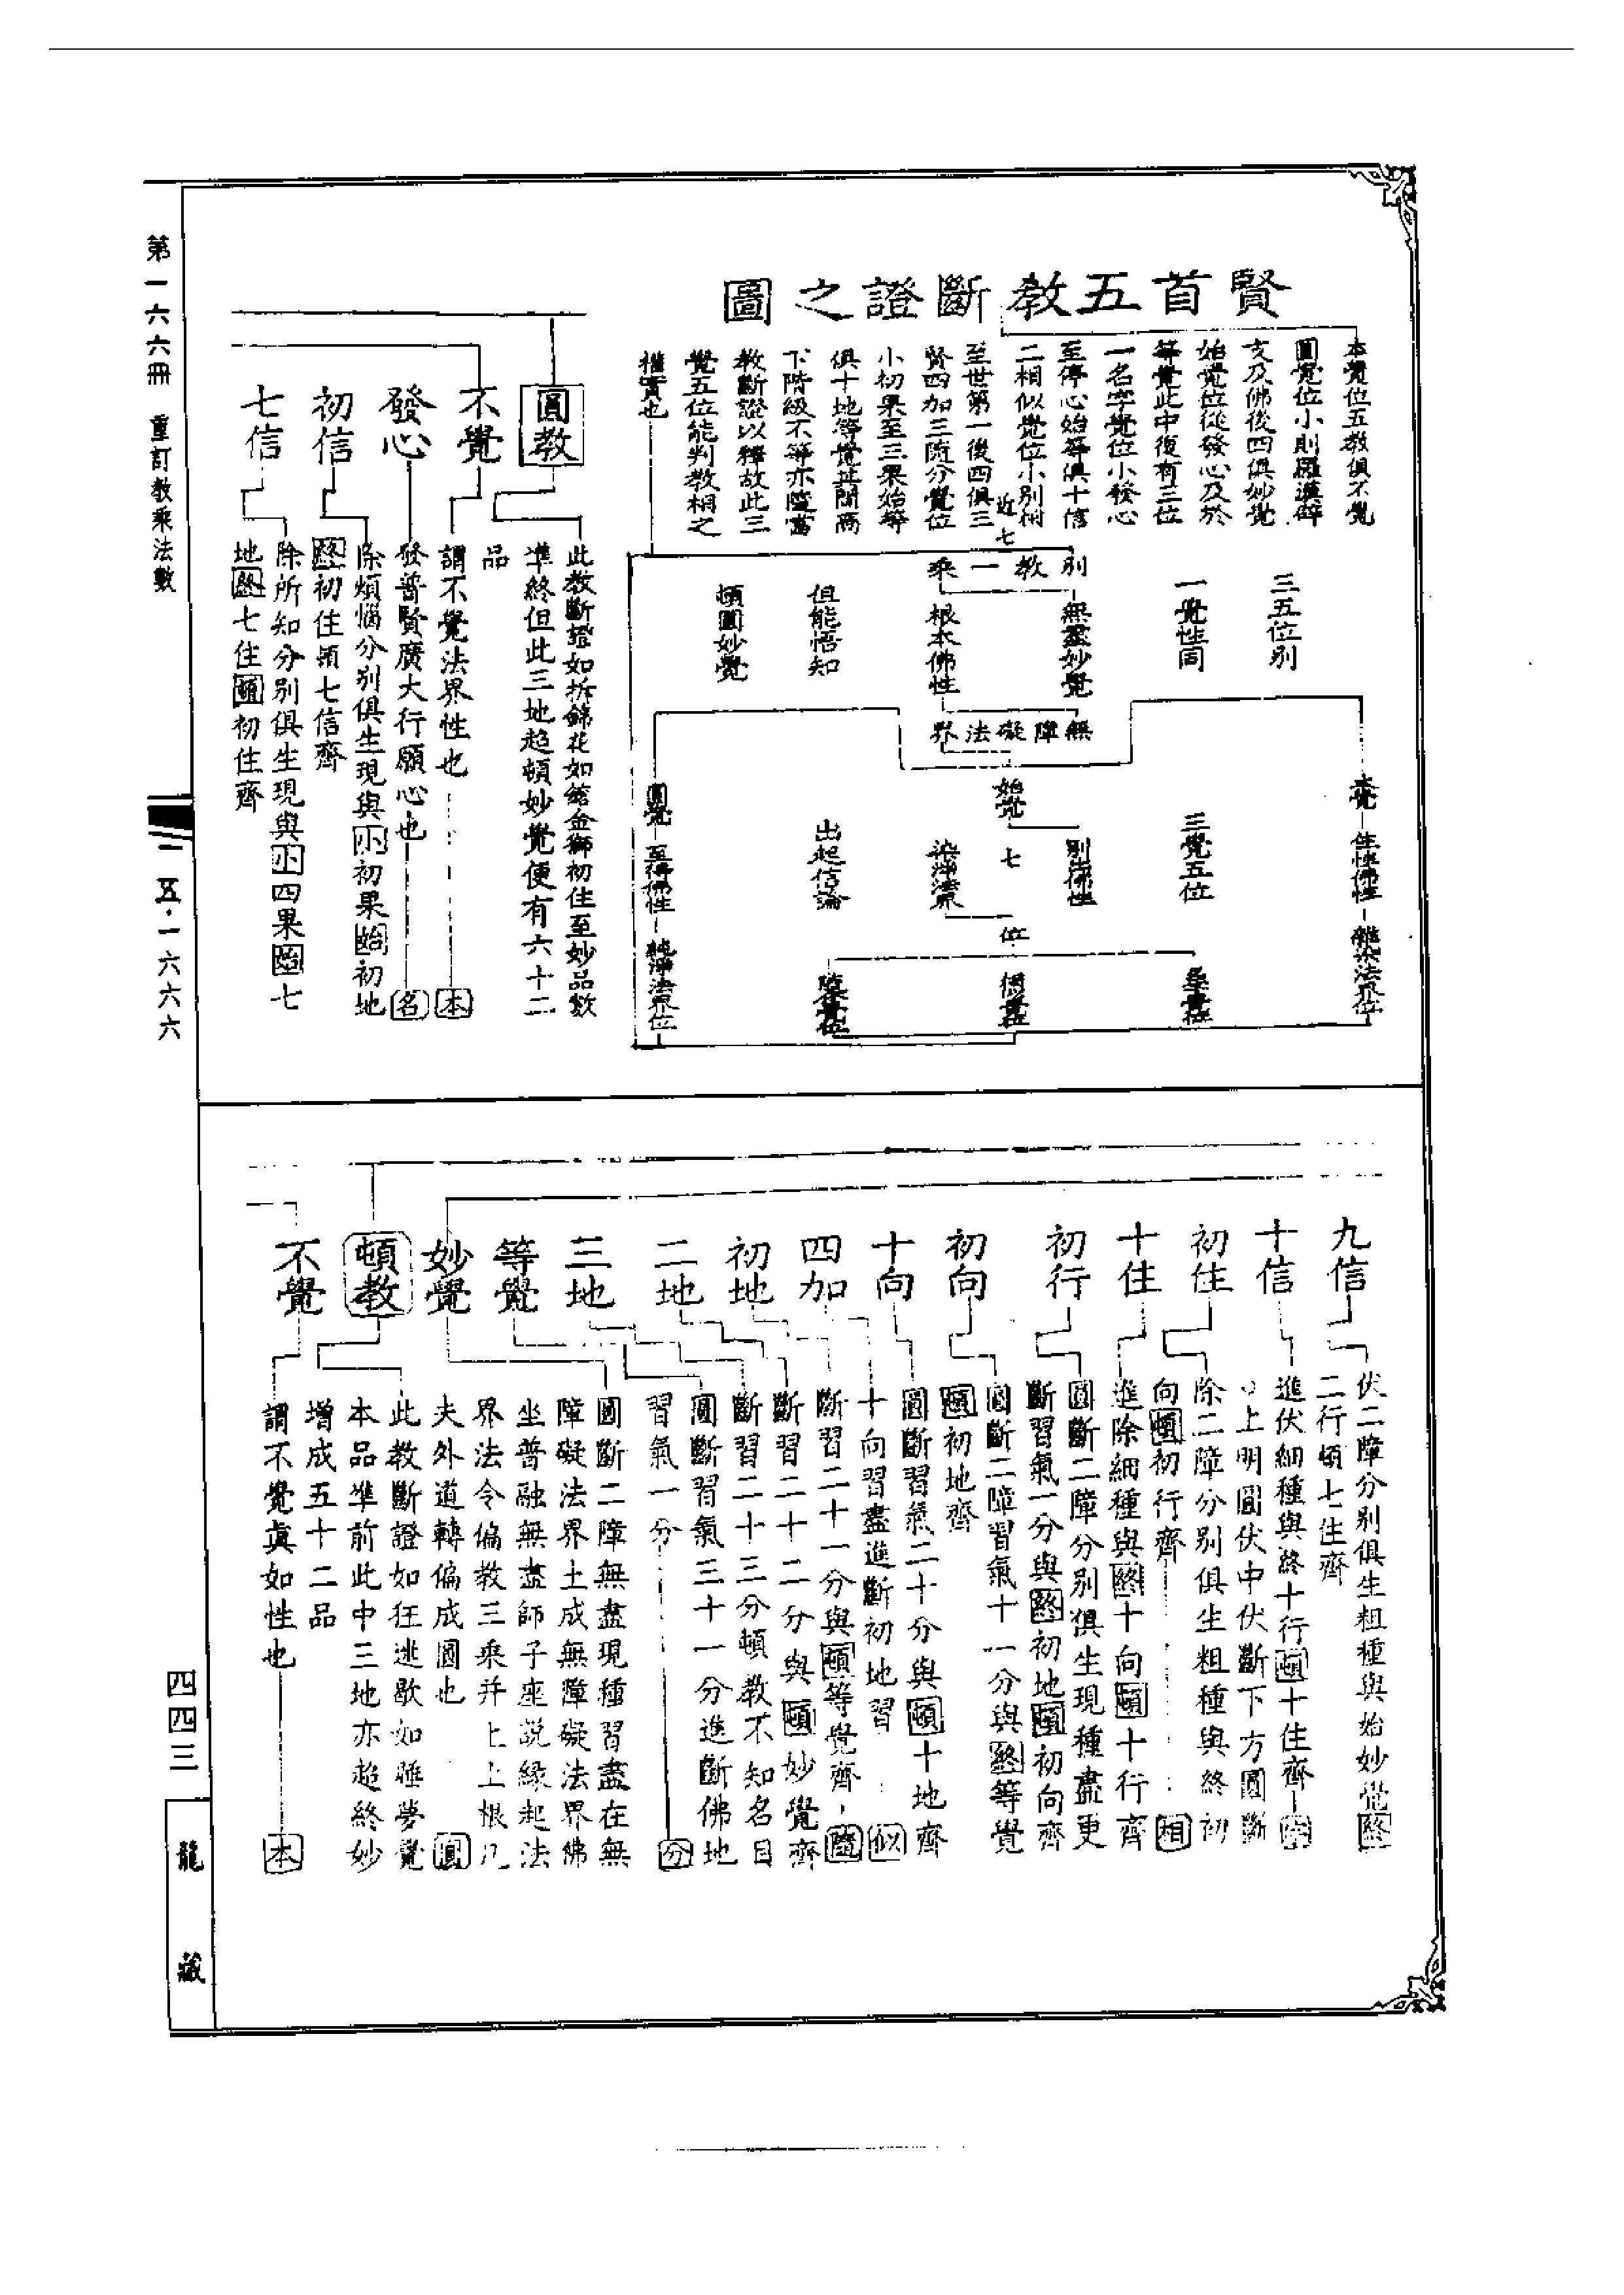 賢首五教斷證之圖
本覺位五教俱不覺
圓覺位小則羅漢辟
支及佛後四俱妙覺
始覺位從發心及於
等覺此中復有三位
一名字覺位小發心
至停心始等俱十信
二相似覺位小別相
至世第一後四俱三
賢四加三隨分覺位
小初果至三果始等
俱十地等覺其間高
下階級不等亦隨當
教斷證以釋故此三
覺五位能判教相之
權實也
近七
三五位別
一覺性同
別教一乘
無盡妙覺
根本佛性
但能悟知
頓圓妙覺
無障礙法界
本覺
住性佛性
雜染法界位
三覺五位
始覺
別佛性
七
染淨法界
位
出起信論
圓覺
至得佛性
純淨法界位
圓教
此教斷證如拆錦花如鎔金獅初住至妙品數
準終但此三地超頓妙覺便有六十二
品
不覺
謂不覺法界性也
本
發心
發普賢廣大行願心也
名
初信
除煩惱分別俱生現與小初果始初地
終初住頓七信齊
七信
除所知分別俱生現與小四果始七
地終七住頓初住齊
第一六六冊 重訂教乘法數
一五·一六六六
九信
伏二障分別俱生粗種與始妙覺終
二行頓七住齊
十信
進伏細種與終十行頓十住齊
上明圓伏中伏斷下方圓斷
初住
除二障分別俱生粗種與終初
向頓初行齊
相
十住
進除細種與終十向頓十行齊
初行
圓斷二障分別俱生現種盡更
斷習氣一分與終初地頓初向齊
初向
圓斷二障習氣十一分與終等覺
頓初地齊
十向
圓斷習氣二十分與頓十地齊
四加
十向習盡進斷初地習
似
初地
斷習二十一分與頓等覺齊
隨
二地
斷習二十二分與頓妙覺齊
三地
斷習二十三分頓教不知名目
等覺
圓斷習氣三十一分進斷佛地
習氣一分
分
妙覺
圓斷二障無盡現種習盡在無
障礙法界土成無障礙法界佛
坐普融無盡師子座說緣起法
界法令偏教三乘并上上根凡
夫外道轉偏成圓也
圓
頓教
此教斷證如狂逃歇如睡夢覺
本品準前此中三地亦超終妙
增成五十二品
不覺
謂不覺真如性也
本
四四三
龍藏